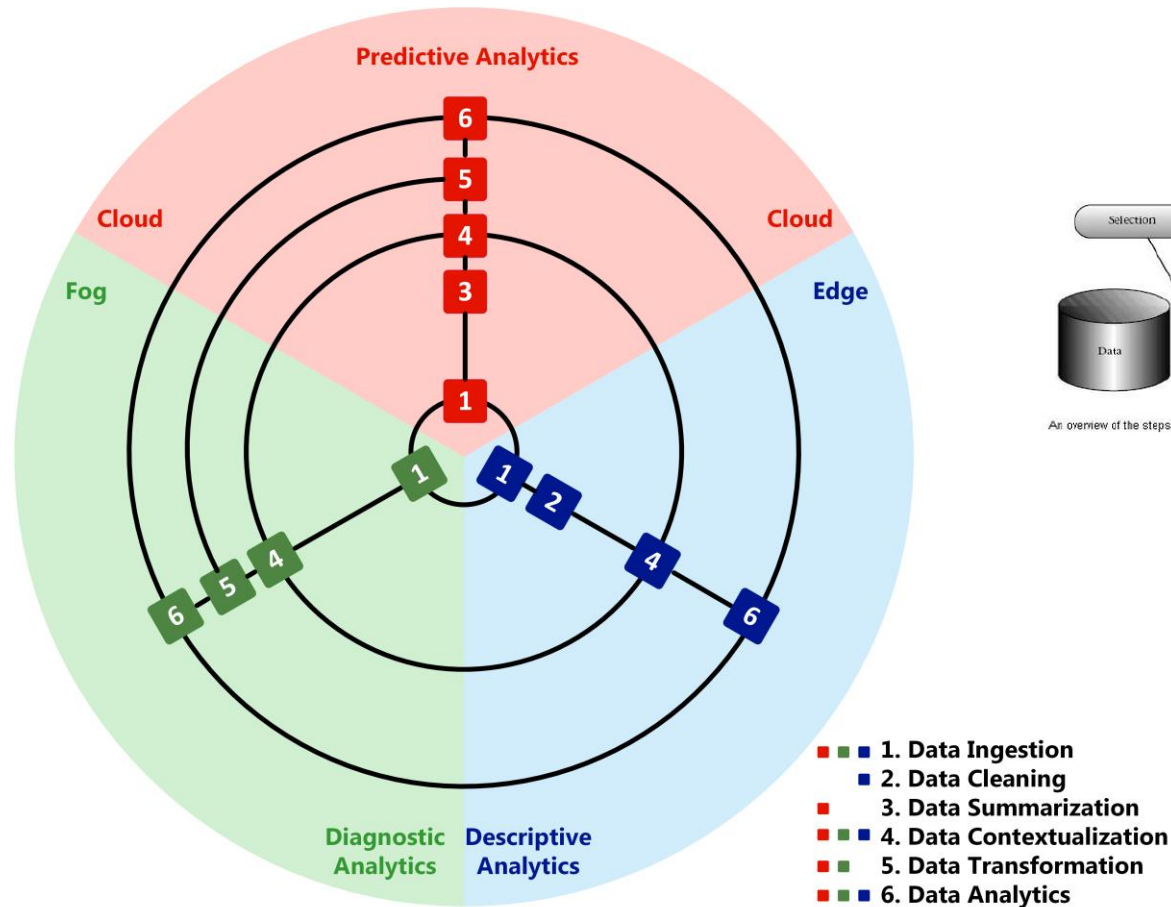 Predictive Analytics
6
5
Cloud
4
Cloud
Fog
3
Edge
1
1
1
2
4
4
5
6
6
Diagnostic
Analytics
Descriptive
Analytics
1. Data Ingestion
2. Data Cleaning
3. Data Summarization
4. Data Contextualization
5. Data Transformation
6. Data Analytics
Selection
Data
An overview of the steps